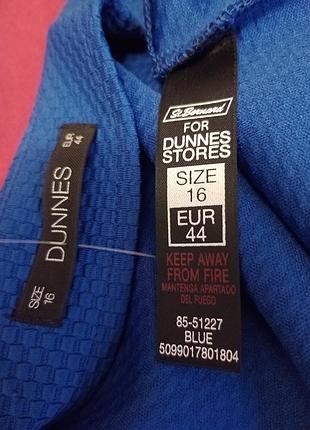 EUR
44
DUNNES
SIZE
16
St. Bernard
FOR
DUNNES
STORES
SIZE
16
EUR
44
KEEP AWAY
FROM FIRE
MANTENGA APARTADO
DEL FUEGO
85-51227
BLUE
5099017801804